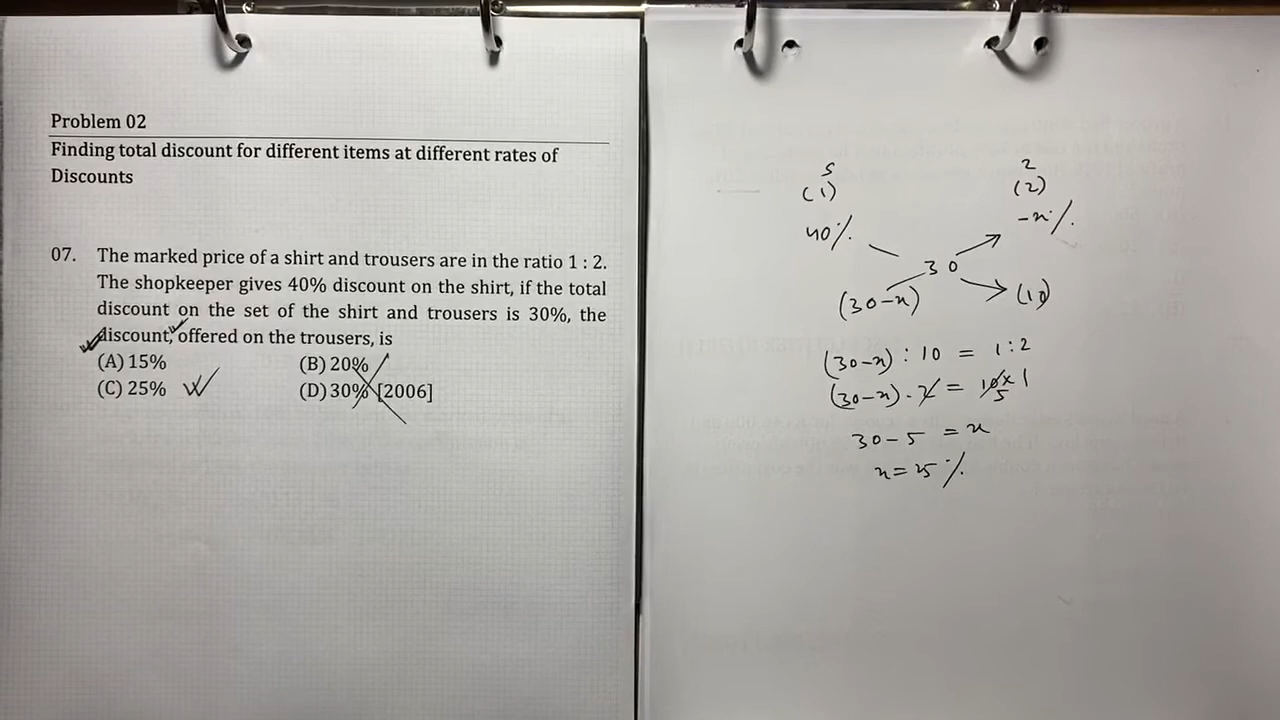 Problem 02
Finding total discount for different items at different rates of
Discounts
07. The marked price of a shirt and trousers are in the ratio 1 : 2.
The shopkeeper gives 40% discount on the shirt, if the total
discount on the set of the shirt and trousers is 30%, the
discount, offered on the trousers, is
(A) 15% (B) 20%
(C) 25% (D) 30% [2006]
S 2
(1) (2)
40% -x%
30
(30-x) (10)
(30-x) : 10 = 1:2
(30-x) · 2 = 10×1
5
30-5 = x
x = 25%